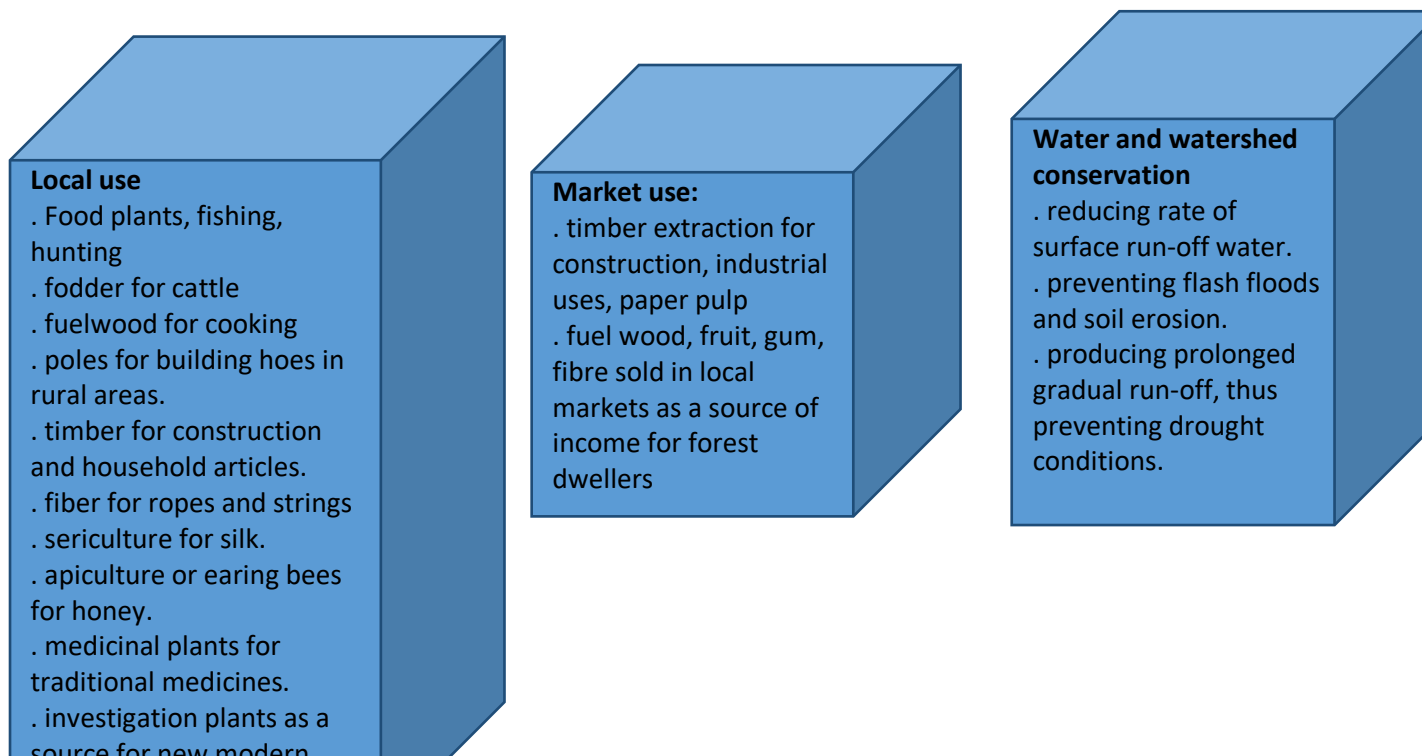 Local use
. Food plants, fishing,
hunting
. fodder for cattle
. fuelwood for cooking
. poles for building hoes in
rural areas.
. timber for construction
and household articles.
. fiber for ropes and strings
. sericulture for silk.
. apiculture or earing bees
for honey.
. medicinal plants for
traditional medicines.
. investigation plants as a
source for new modern
Market use:
. timber extraction for
construction, industrial
uses, paper pulp
. fuel wood, fruit, gum,
fibre sold in local
markets as a source of
income for forest
dwellers
Water and watershed
conservation
. reducing rate of
surface run-off water.
. preventing flash floods
and soil erosion.
. producing prolonged
gradual run-off, thus
preventing drought
conditions.